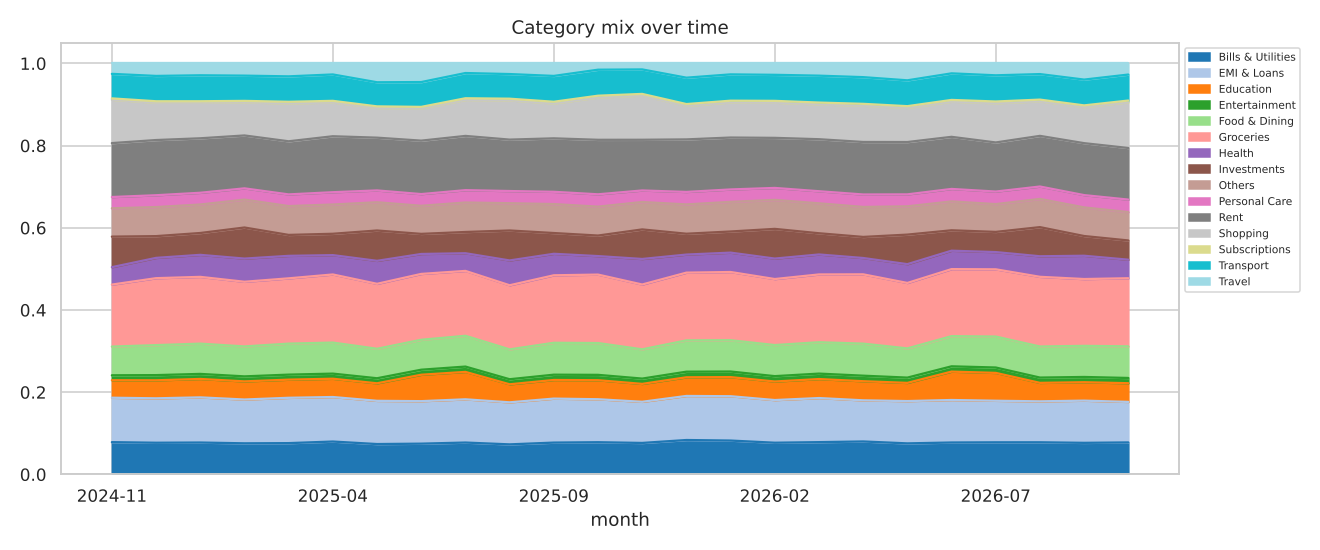 Category mix over time
1.0
0.8
0.6
0.4
0.2
0.0
2024-11
2025-04
2025-09
2026-02
2026-07
month
Bills & Utilities
EMI & Loans
Education
Entertainment
Food & Dining
Groceries
Health
Investments
Others
Personal Care
Rent
Shopping
Subscriptions
Transport
Travel